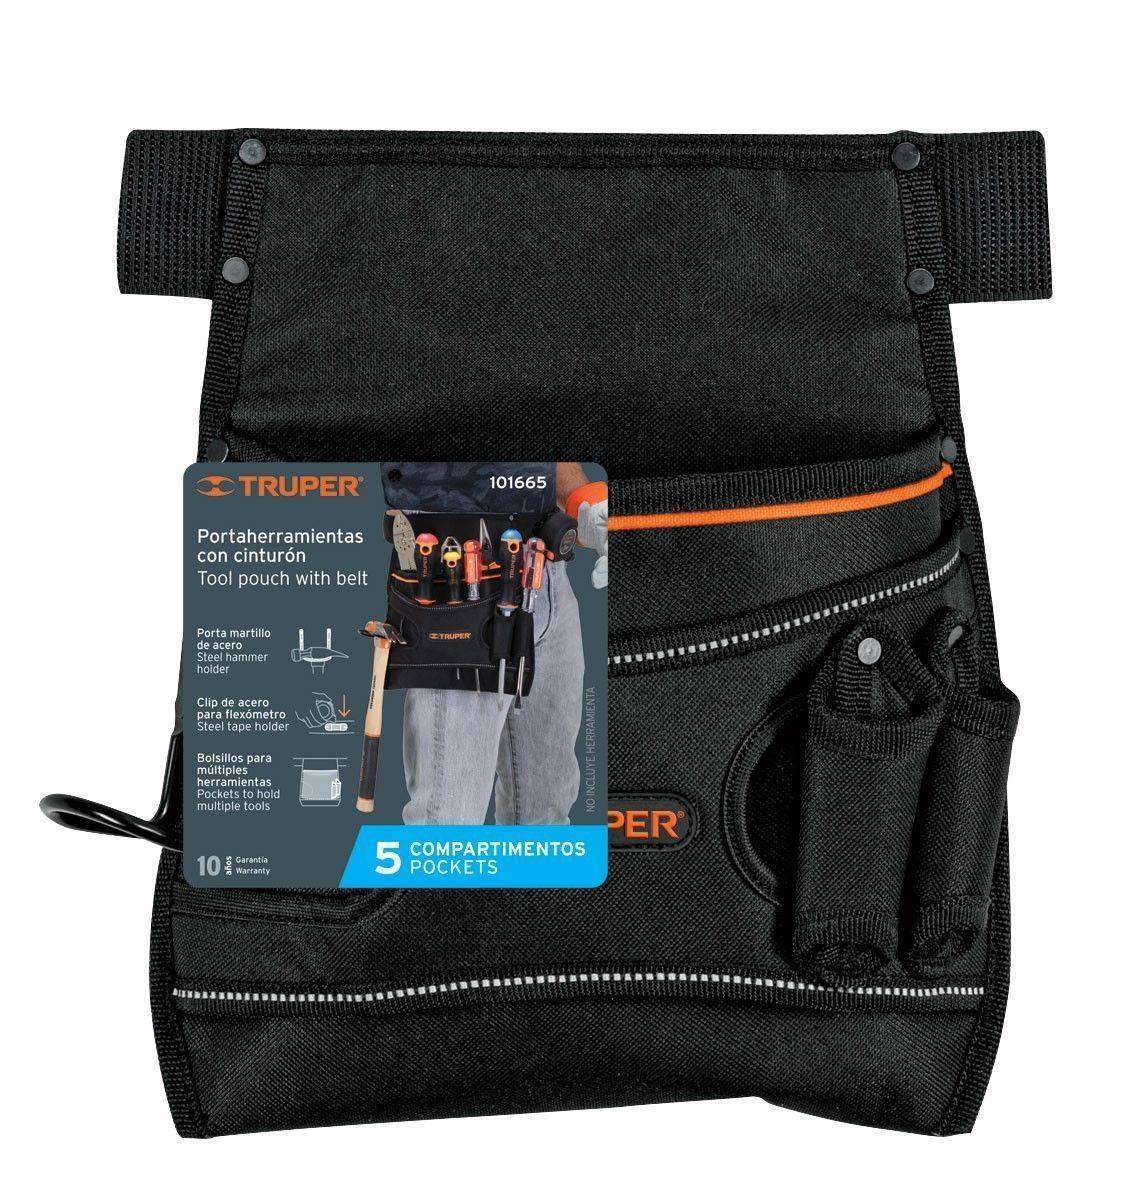 TRUPER®
101665
Portaherramientas
con cinturón
Tool pouch with belt
Porta martillo
de acero
Steel hammer
holder
Clip de acero
para flexómetro
Steel tape holder
Bolsillos para
múltiples
herramientas
Pockets to hold
multiple tools
TRUPER
NO INCLUYE HERRAMIENTA
10 años Garantía
Warranty
5 COMPARTIMENTOS
POCKETS
PER®